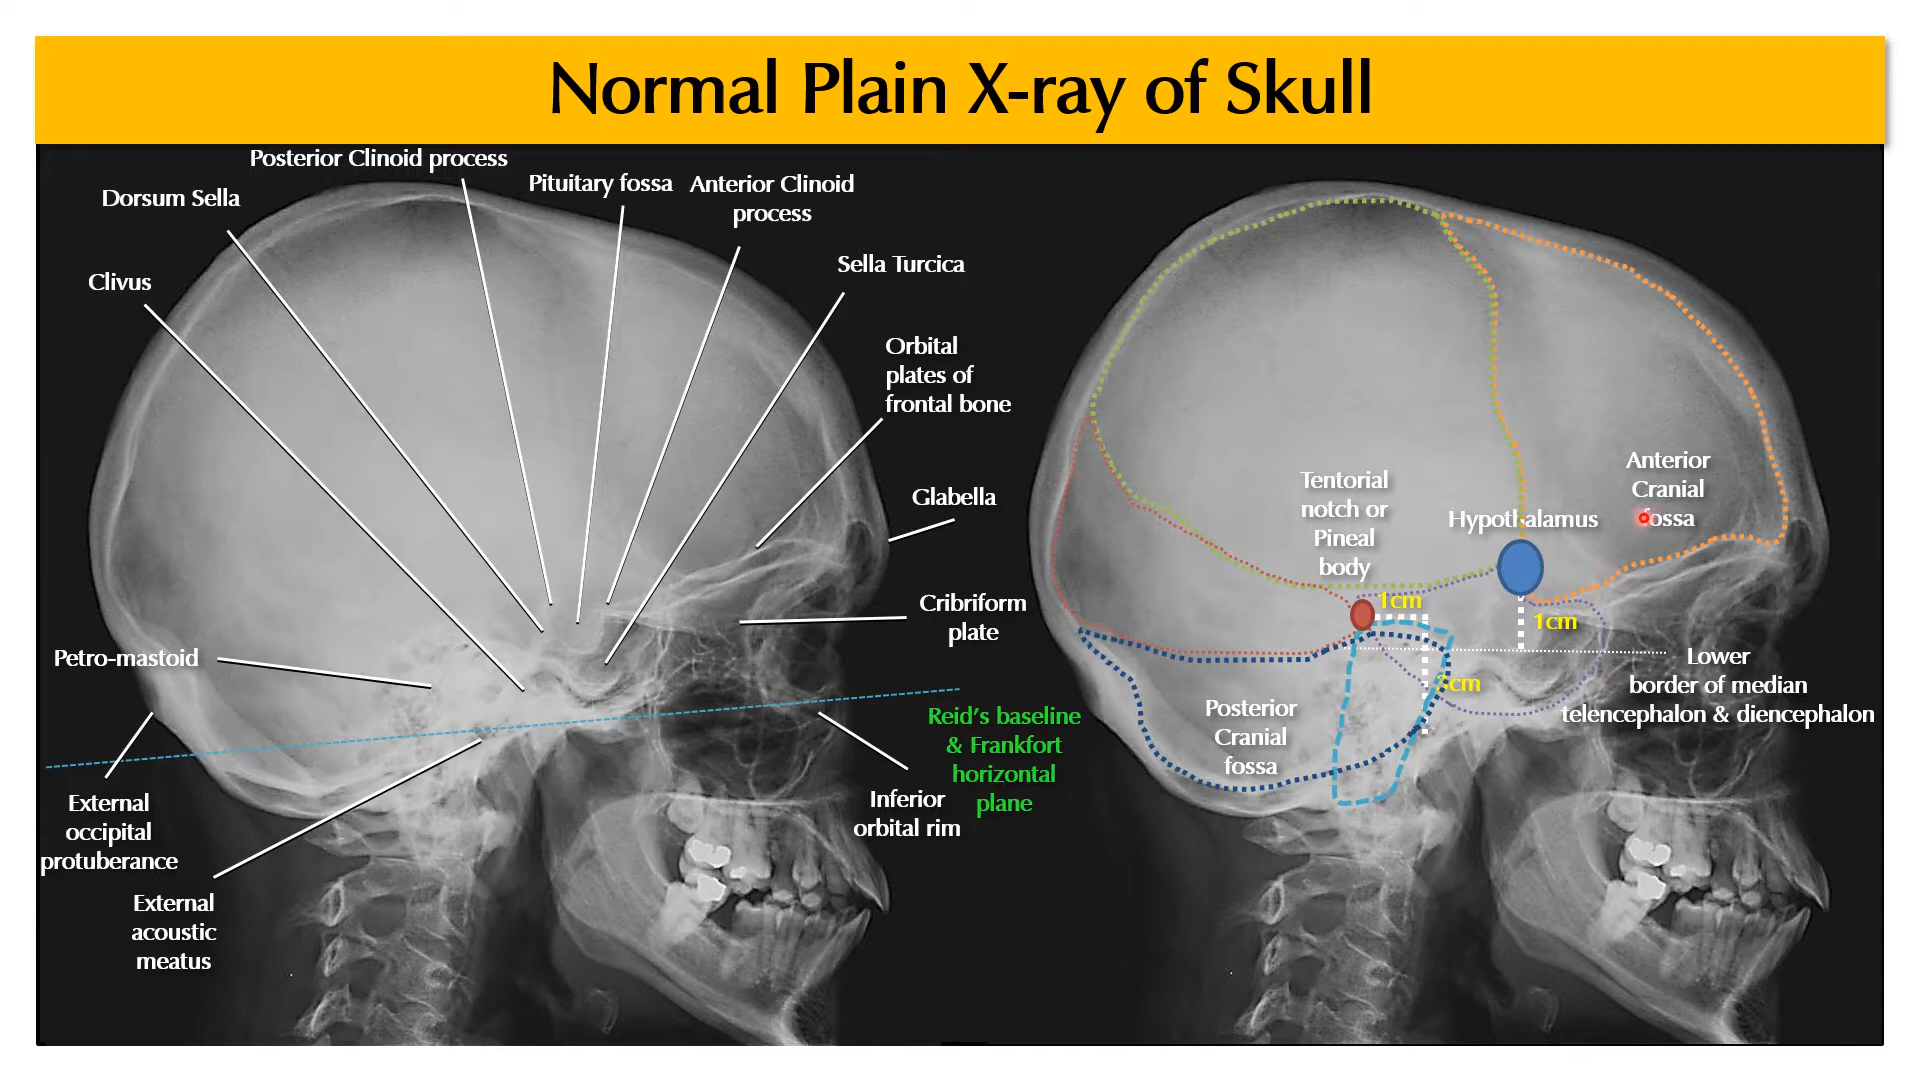 Normal Plain X-ray of Skull
Posterior Clinoid process
Dorsum Sella
Pituitary fossa
Anterior Clinoid
process
Clivus
Sella Turcica
Orbital
plates of
frontal bone
Glabella
Cribriform
plate
Petro-mastoid
Reid's baseline
& Frankfort
horizontal
plane
Inferior
orbital rim
External
occipital
protuberance
External
acoustic
meatus
Tentorial
notch or
Pineal
body
Hypothalamus
Anterior
Cranial
fossa
1cm
1cm
Lower
border of median
telencephalon & diencephalon
Posterior
Cranial
fossa